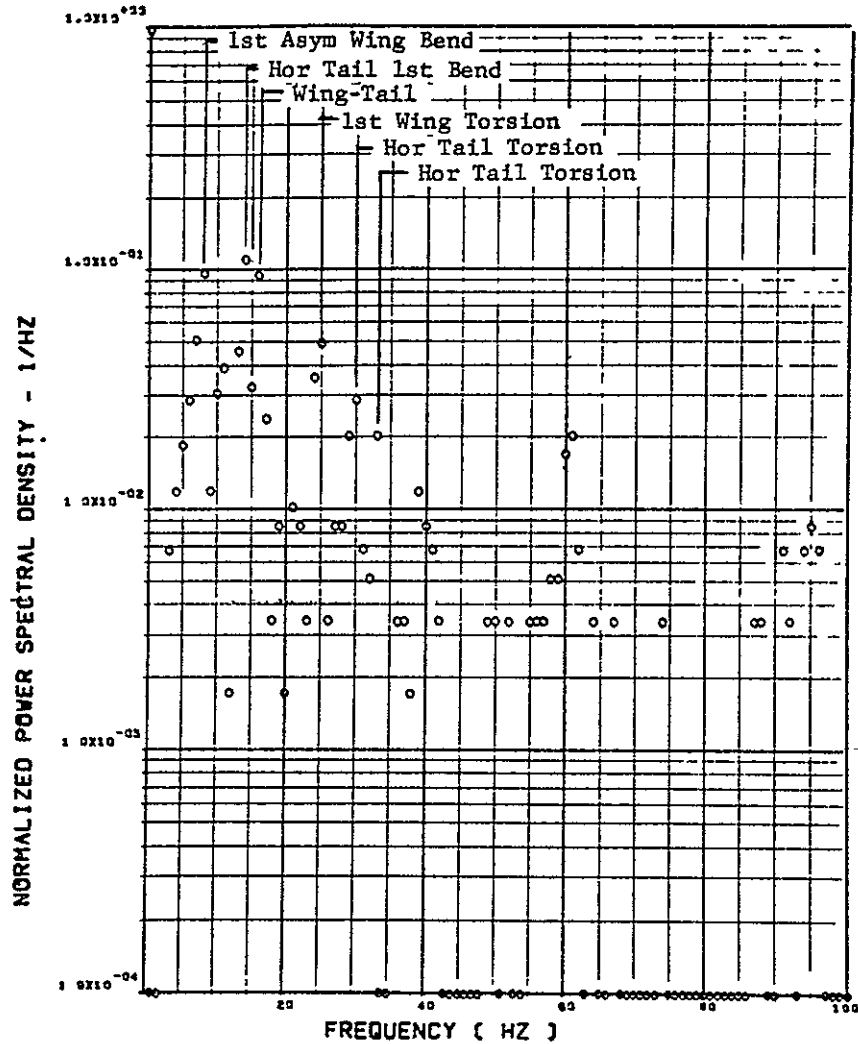 1.0X10⁺⁰⁰
1st Asym Wing Bend
Hor Tail 1st Bend
Wing-Tail
1st Wing Torsion
Hor Tail Torsion
Hor Tail Torsion
1.0X10⁻⁰¹
1 0X10⁻⁰²
1 0X10⁻⁰³
1 0X10⁻⁰⁴
NORMALIZED POWER SPECTRAL DENSITY - 1/HZ
20
40
60
80
100
FREQUENCY ( HZ )